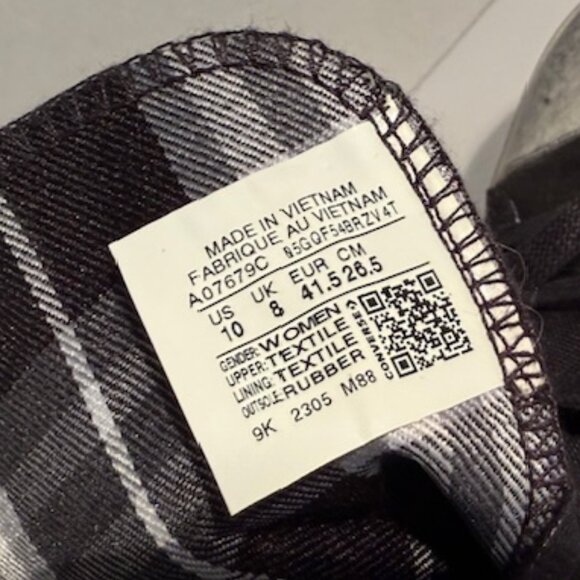 MADE IN VIETNAM
FABRIQUE AU VIETNAM
A07679C 95GQF54BRZV4T
US UK EUR CM
10 8 41.5 26.5
GENDER: WOMEN
UPPER: TEXTILE
LINING: TEXTILE
OUTSOLE: RUBBER
CONVERSE
9K 2305 M88